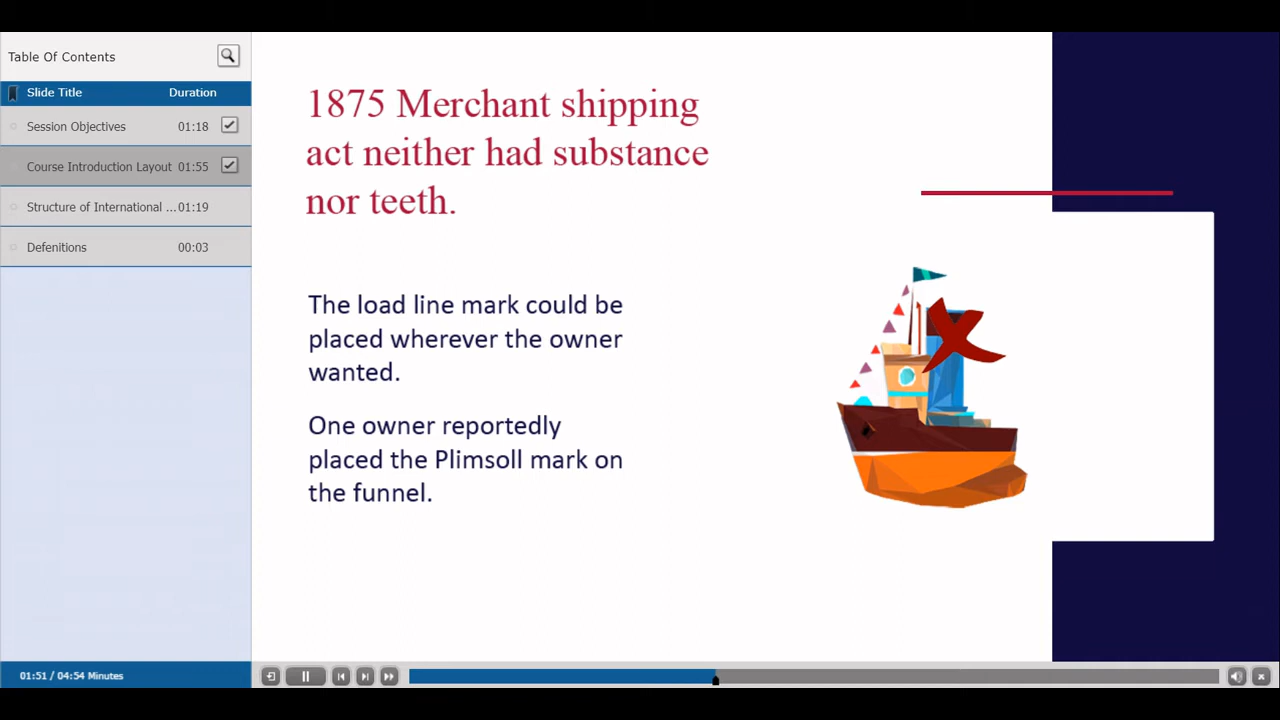 Table Of Contents
Slide Title Duration
Session Objectives 01:18
Course Introduction Layout 01:55
Structure of International ... 01:19
Defenitions 00:03
01:51 / 04:54 Minutes
1875 Merchant shipping
act neither had substance
nor teeth.
The load line mark could be
placed wherever the owner
wanted.
One owner reportedly
placed the Plimsoll mark on
the funnel.